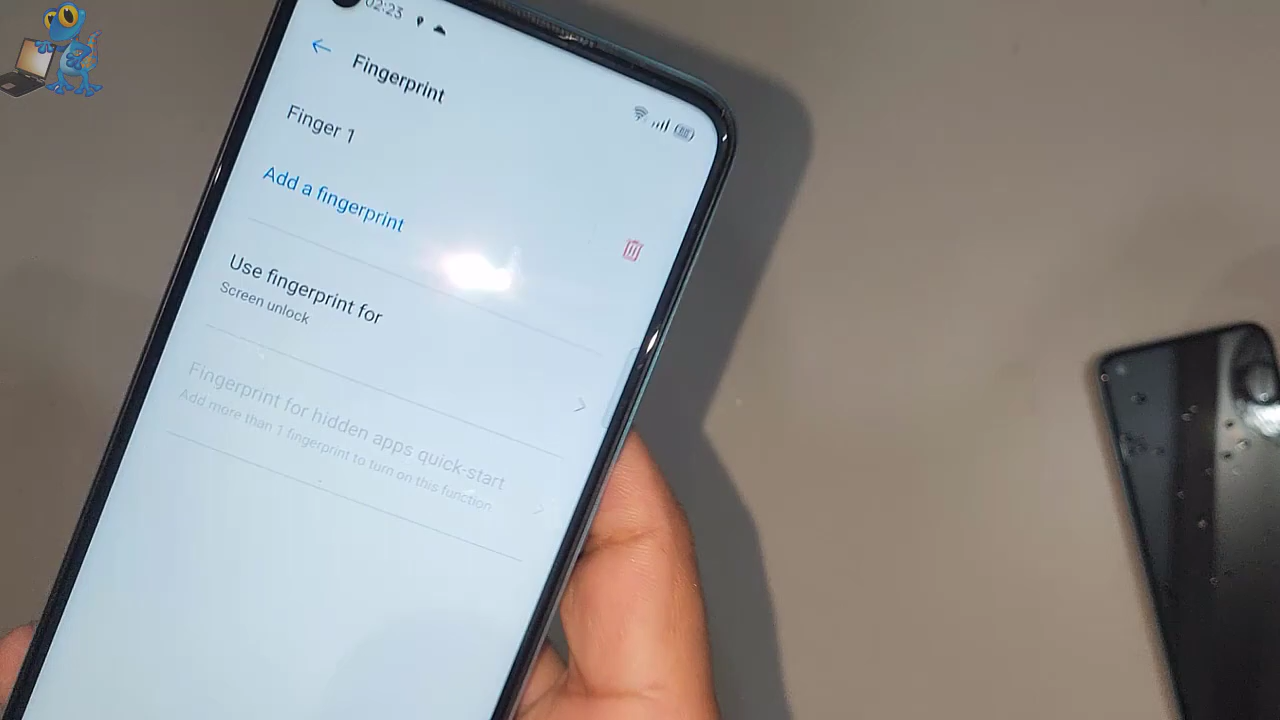 02:23
Fingerprint
Finger 1
Add a fingerprint
Use fingerprint for
Screen unlock
Fingerprint for hidden apps quick-start
Add more than 1 fingerprint to turn on this function